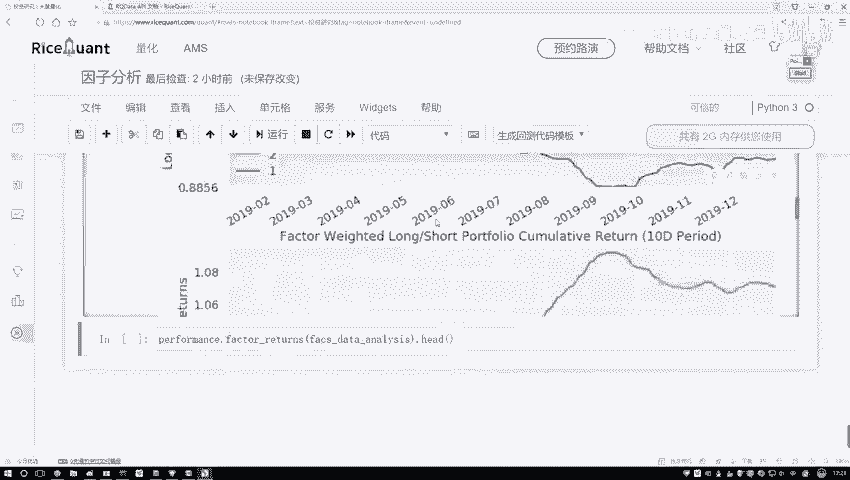 RQData API 文档 - RiceQuant
RiceQuant 量化 AMS 预约路演 帮助文档 社区
因子分析 最后检查: 2 小时前 (未保存改变)
文件 编辑 查看 插入 单元格 服务 Widgets 帮助 可信的 Python 3
运行 代码 生成回测代码模板 共有 2G 内存供您使用
2
1
0.8856
2019-02 2019-03 2019-04 2019-05 2019-06 2019-07 2019-08 2019-09 2019-10 2019-11 2019-12
Factor Weighted Long/Short Portfolio Cumulative Return (10D Period)
1.08
1.06
In [ ]: performance.factor_returns(facs_data_analysis).head()